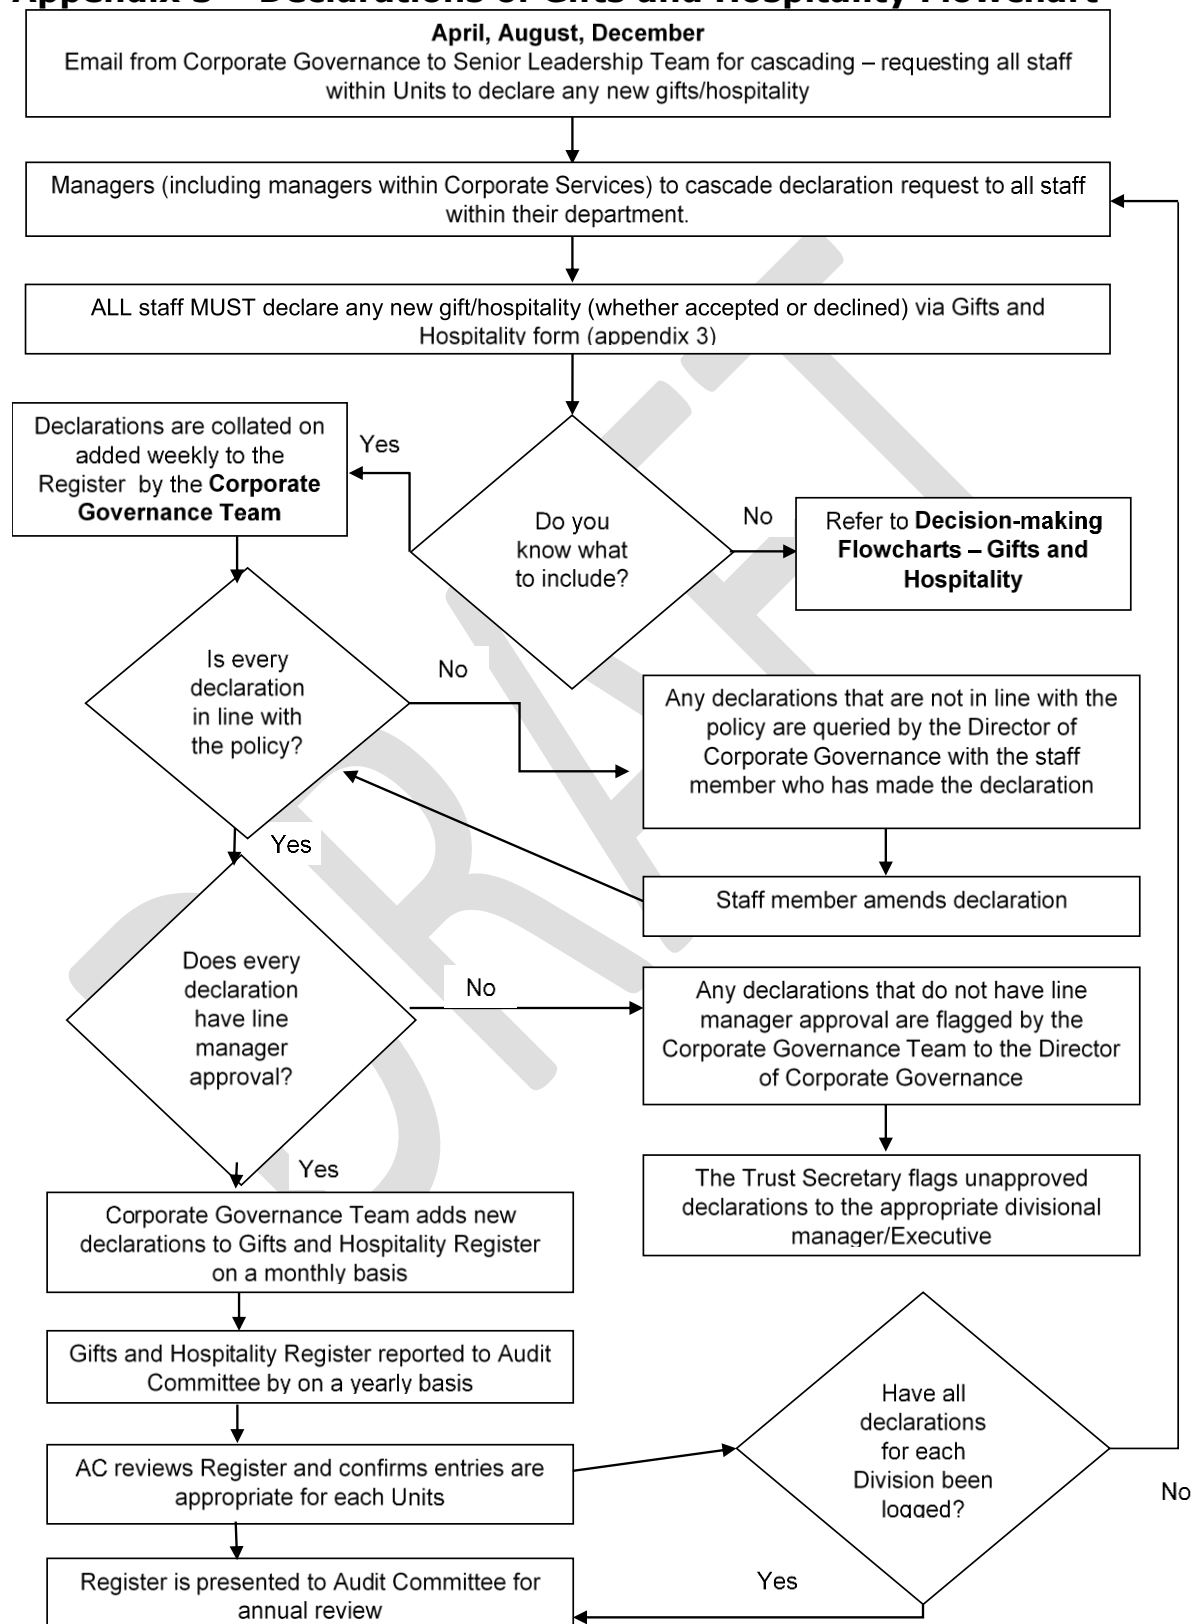 Appendix 5 – Declarations of Gifts and Hospitality Flowchart
April, August, December
Email from Corporate Governance to Senior Leadership Team for cascading – requesting all staff
within Units to declare any new gifts/hospitality
Managers (including managers within Corporate Services) to cascade declaration request to all staff
within their department.
ALL staff MUST declare any new gift/hospitality (whether accepted or declined) via Gifts and
Hospitality form (appendix 3)
Declarations are collated on
added weekly to the
Register by the Corporate
Governance Team
Yes
Do you
know what
to include?
No
Refer to Decision-making
Flowcharts – Gifts and
Hospitality
Is every
declaration
in line with
the policy?
No
Any declarations that are not in line with the
policy are queried by the Director of
Corporate Governance with the staff
member who has made the declaration
Yes
Staff member amends declaration
Does every
declaration
have line
manager
approval?
No
Any declarations that do not have line
manager approval are flagged by the
Corporate Governance Team to the Director
of Corporate Governance
Yes
The Trust Secretary flags unapproved
declarations to the appropriate divisional
manager/Executive
Corporate Governance Team adds new
declarations to Gifts and Hospitality Register
on a monthly basis
Gifts and Hospitality Register reported to Audit
Committee by on a yearly basis
AC reviews Register and confirms entries are
appropriate for each Units
Have all
declarations
for each
Division been
logged?
No
Yes
Register is presented to Audit Committee for
annual review
DRAFT